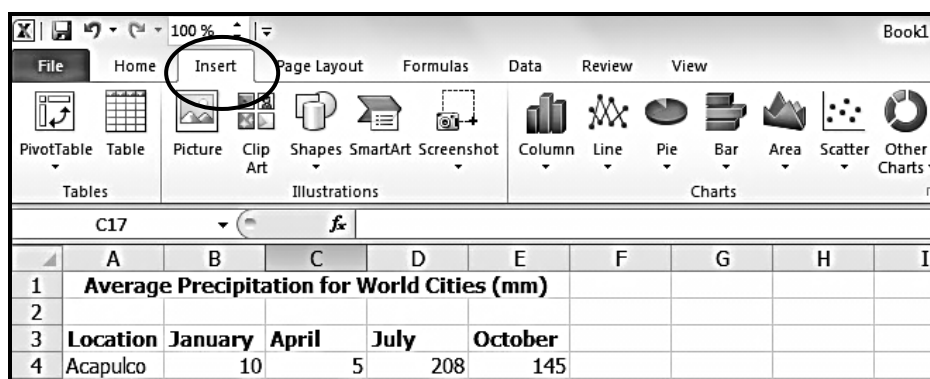 100 % Book1
File Home Insert Page Layout Formulas Data Review View
PivotTable Table Picture Clip Art Shapes SmartArt Screenshot Column Line Pie Bar Area Scatter Other Charts
Tables Illustrations Charts
C17 fx
A B C D E F G H I
1 Average Precipitation for World Cities (mm)
2
3 Location January April July October
4 Acapulco 10 5 208 145